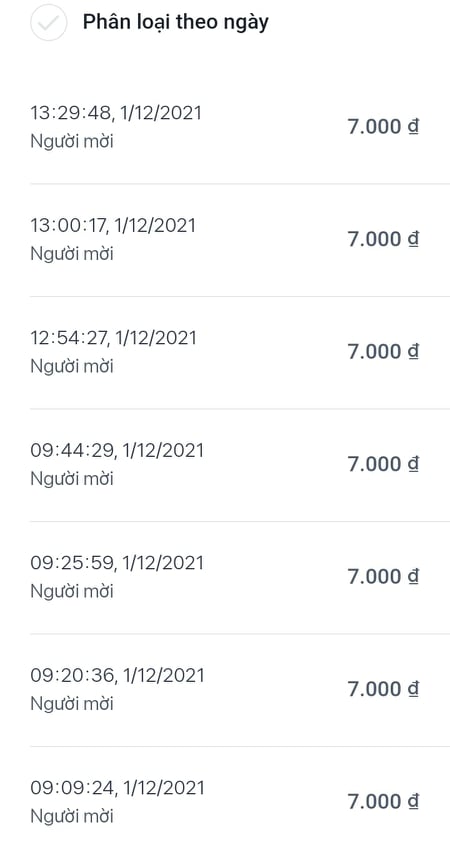 Phân loại theo ngày
13:29:48, 1/12/2021
Người mời
7.000 ₫
13:00:17, 1/12/2021
Người mời
7.000 ₫
12:54:27, 1/12/2021
Người mời
7.000 ₫
09:44:29, 1/12/2021
Người mời
7.000 ₫
09:25:59, 1/12/2021
Người mời
7.000 ₫
09:20:36, 1/12/2021
Người mời
7.000 ₫
09:09:24, 1/12/2021
Người mời
7.000 ₫